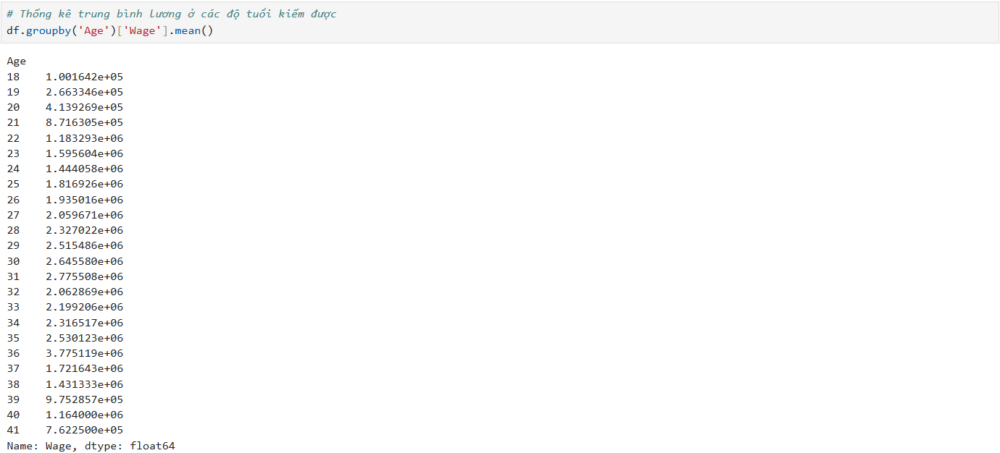 # Thống kê trung bình lương ở các độ tuổi kiếm được
df.groupby('Age')['Wage'].mean()
Age
18    1.001642e+05
19    2.663346e+05
20    4.139269e+05
21    8.716305e+05
22    1.183293e+06
23    1.595604e+06
24    1.444058e+06
25    1.816926e+06
26    1.935016e+06
27    2.059671e+06
28    2.327022e+06
29    2.515486e+06
30    2.645580e+06
31    2.775508e+06
32    2.062869e+06
33    2.199206e+06
34    2.316517e+06
35    2.530123e+06
36    3.775119e+06
37    1.721643e+06
38    1.431333e+06
39    9.752857e+05
40    1.164000e+06
41    7.622500e+05
Name: Wage, dtype: float64